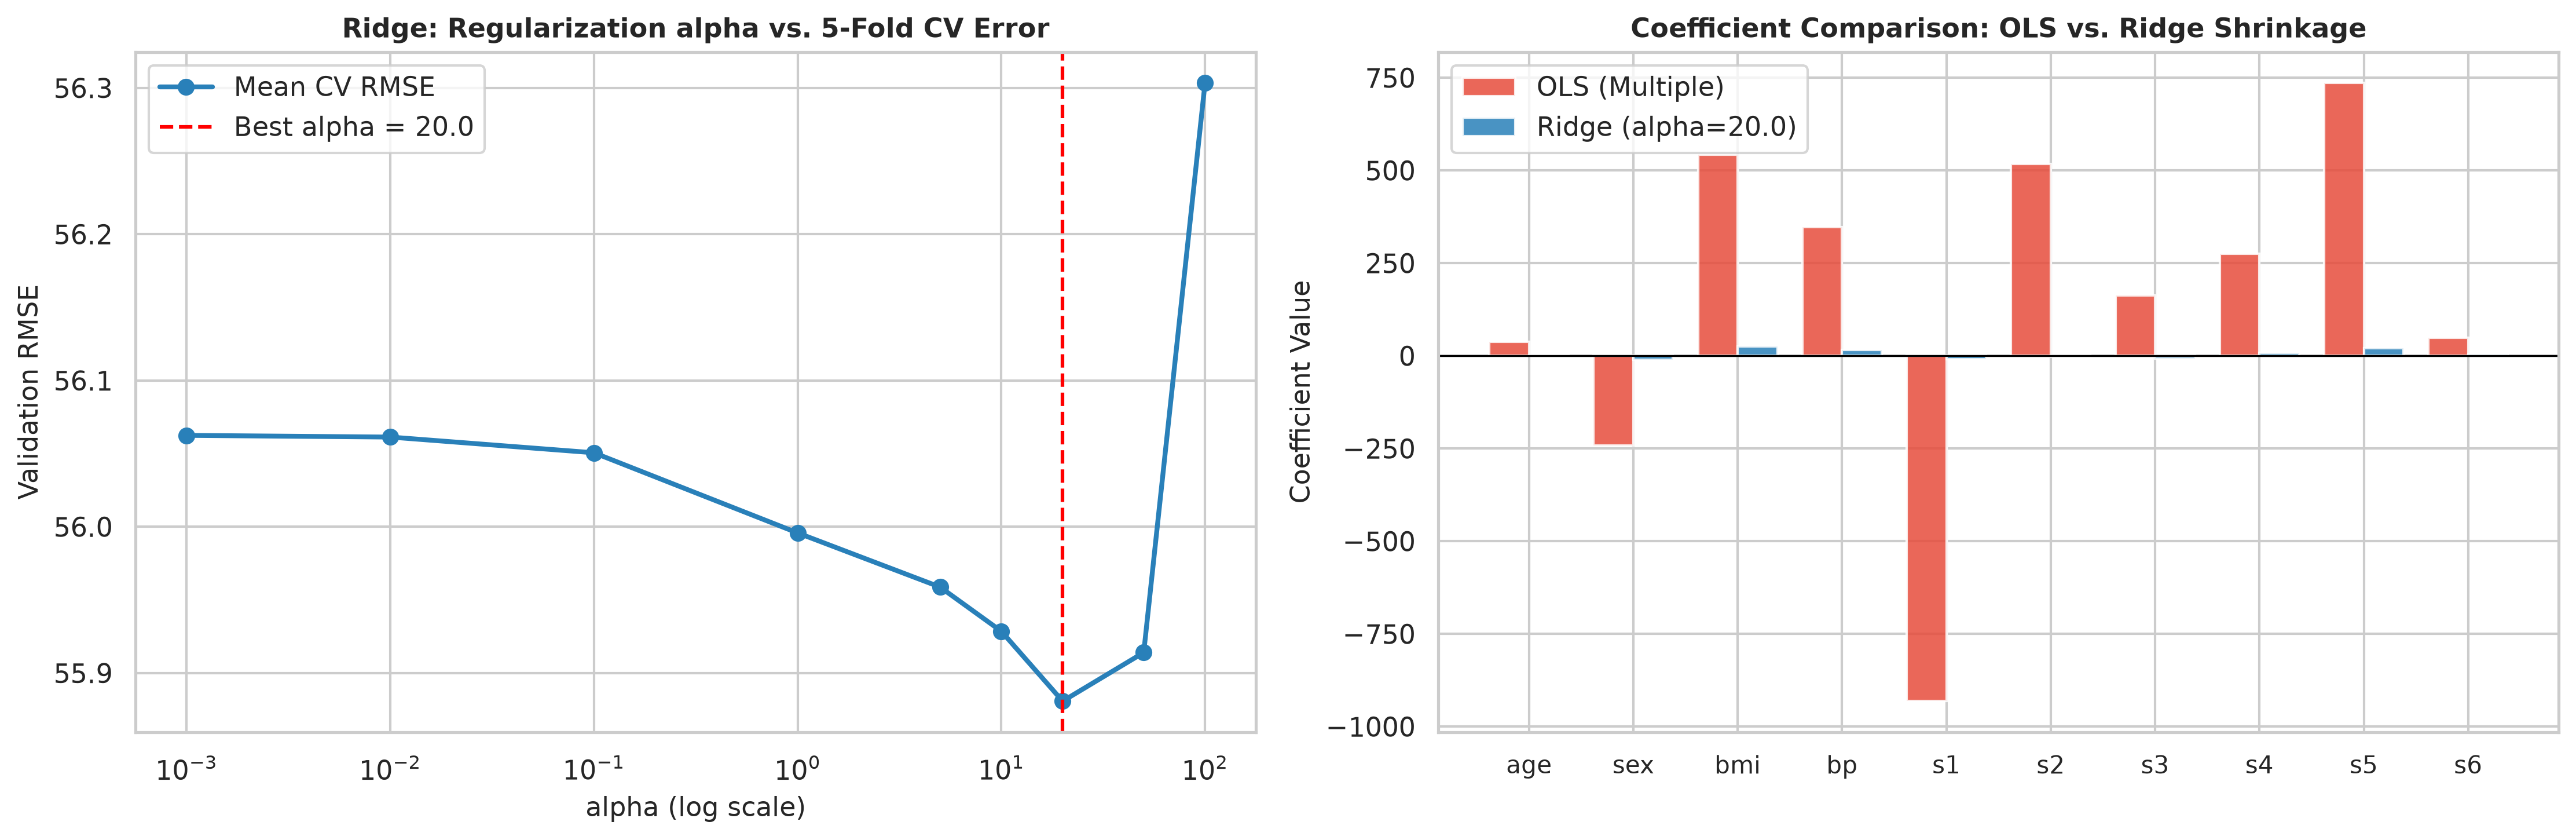 Ridge: Regularization alpha vs. 5-Fold CV Error
Mean CV RMSE
Best alpha = 20.0
Validation RMSE
56.3
56.2
56.1
56.0
55.9
10⁻³ 10⁻² 10⁻¹ 10⁰ 10¹ 10²
alpha (log scale)
Coefficient Comparison: OLS vs. Ridge Shrinkage
OLS (Multiple)
Ridge (alpha=20.0)
Coefficient Value
750
500
250
0
−250
−500
−750
−1000
age sex bmi bp s1 s2 s3 s4 s5 s6